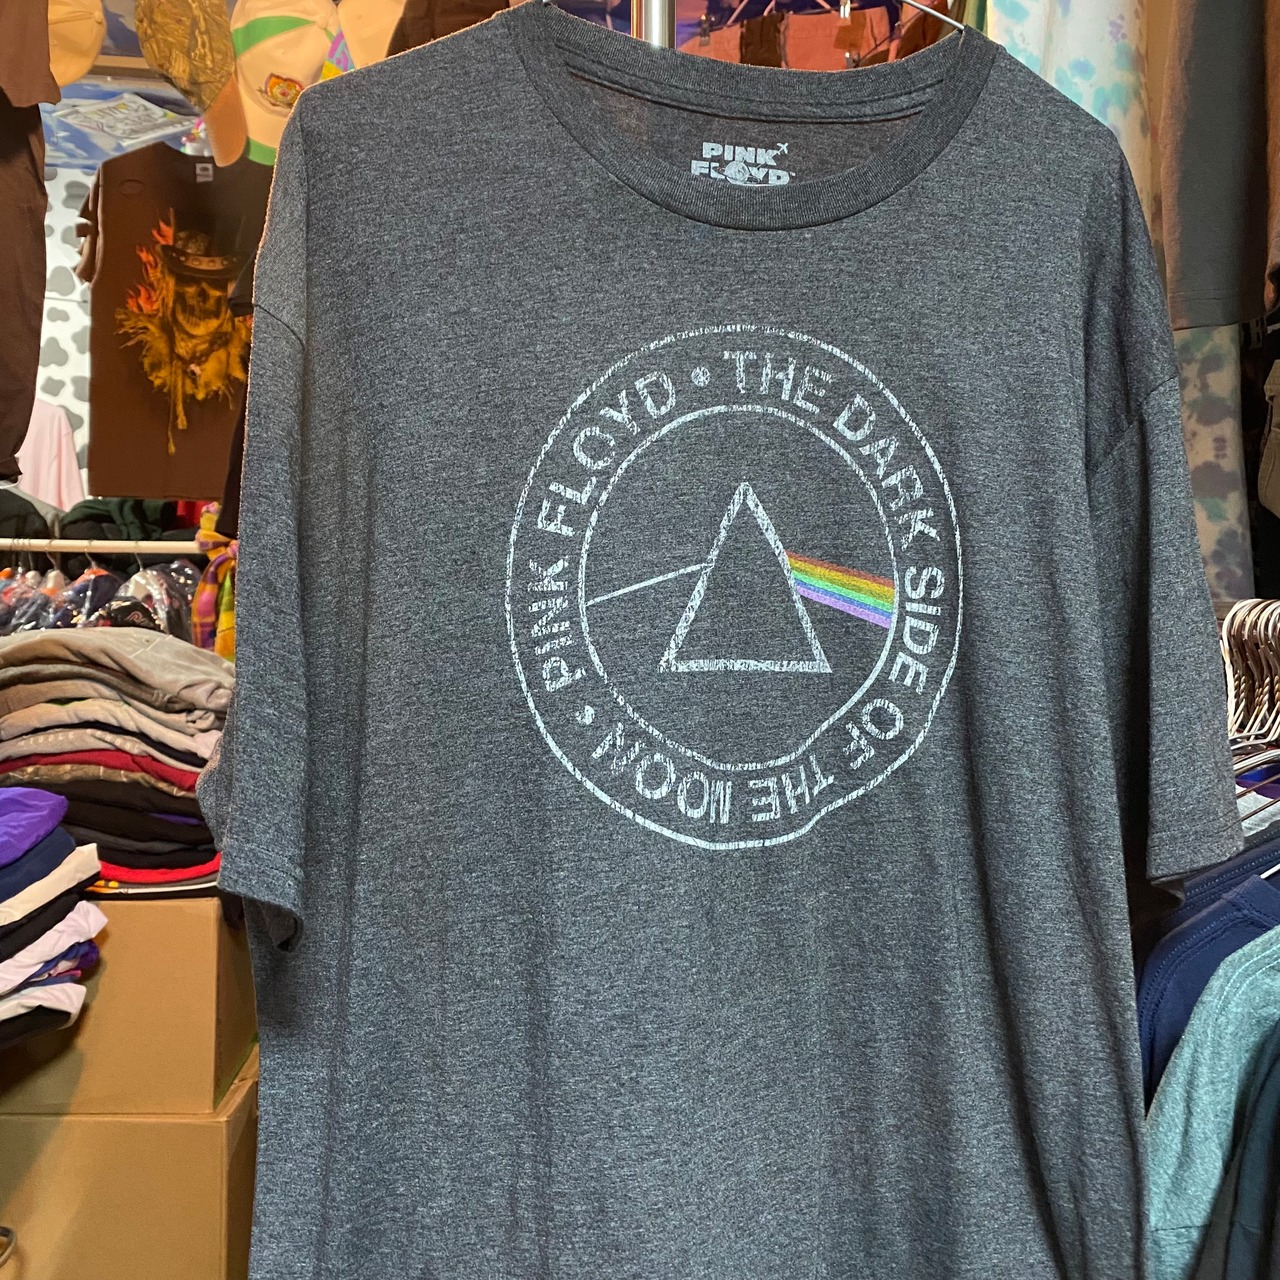 PINK
FLOYD
PINK FLOYD • THE DARK SIDE OF THE MOON •